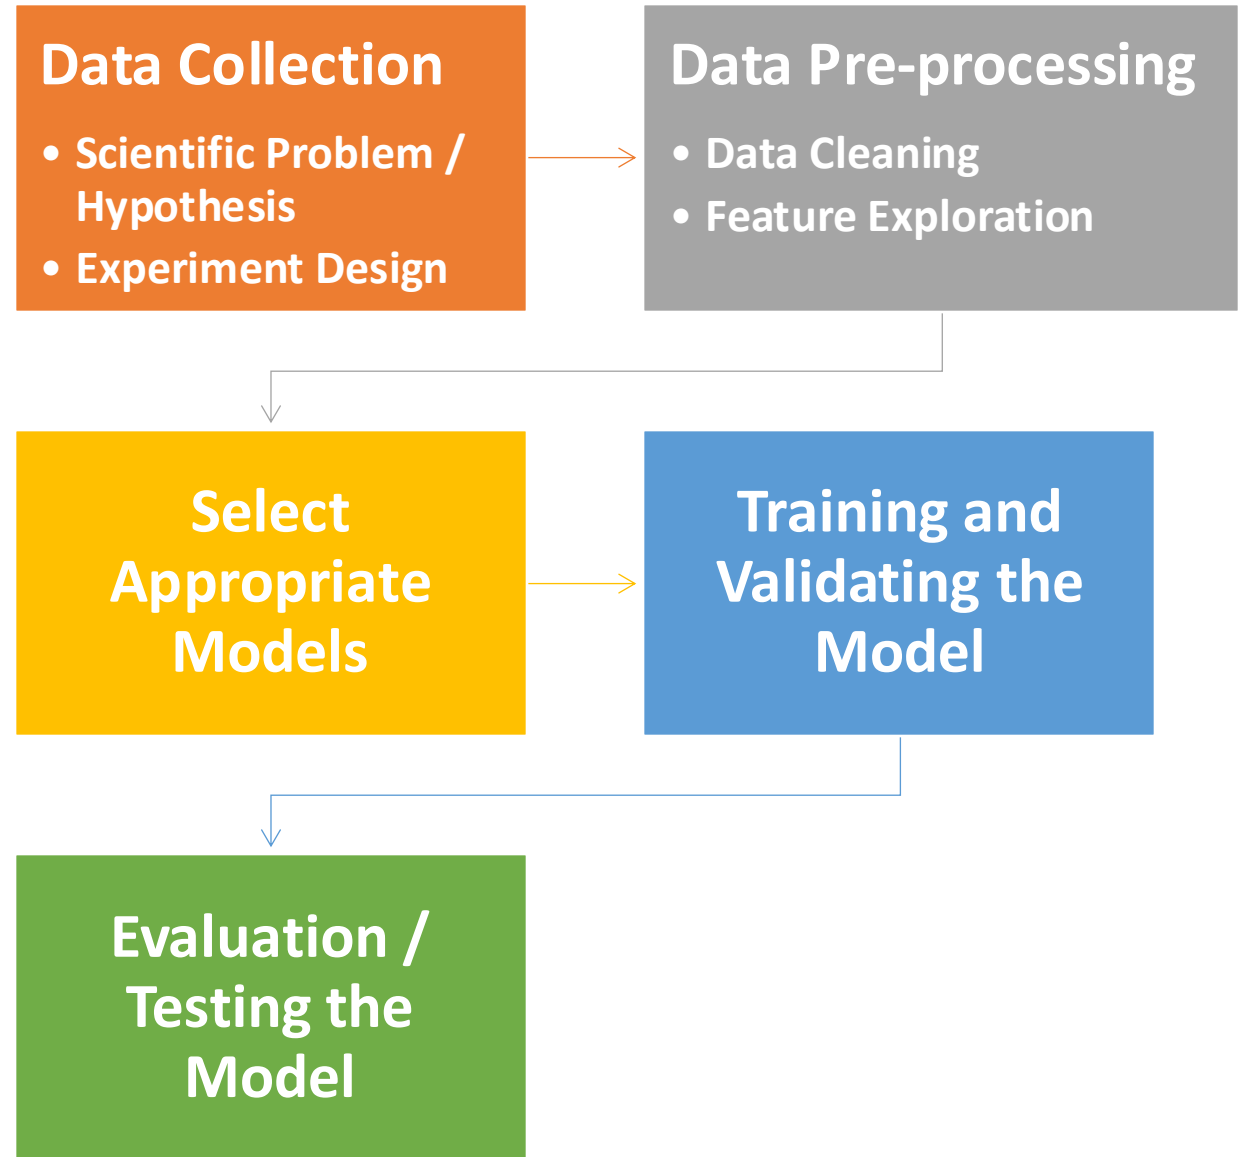 Data Collection
• Scientific Problem /
Hypothesis
• Experiment Design
Data Pre-processing
• Data Cleaning
• Feature Exploration
Select
Appropriate
Models
Training and
Validating the
Model
Evaluation /
Testing the
Model